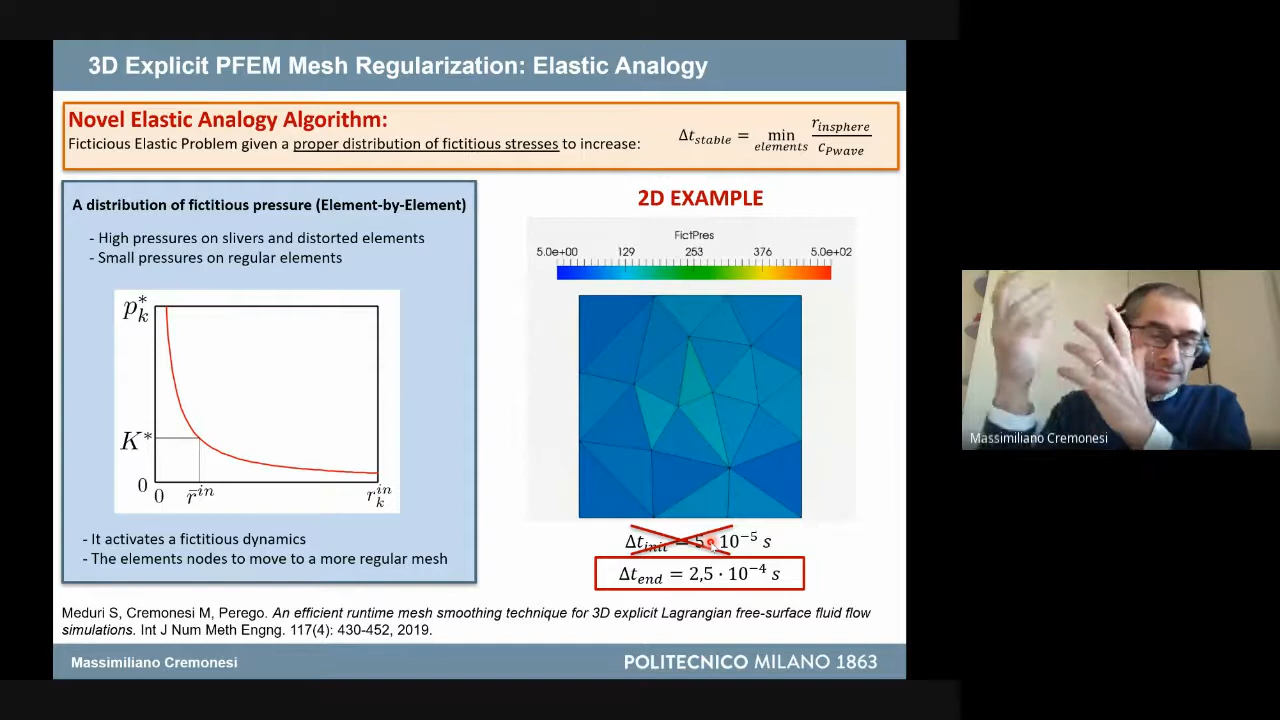 3D Explicit PFEM Mesh Regularization: Elastic Analogy
Novel Elastic Analogy Algorithm:
Ficticious Elastic Problem given a proper distribution of fictitious stresses to increase:
Δt_stable = min_elements r_insphere / c_Pwave
A distribution of fictitious pressure (Element-by-Element)
- High pressures on slivers and distorted elements
- Small pressures on regular elements
p*_k
K*
0
0 r̄^in r_k^in
- It activates a fictitious dynamics
- The elements nodes to move to a more regular mesh
2D EXAMPLE
FictPres
5.0e+00 129 253 376 5.0e+02
Δt_init = 5 · 10^-5 s
Δt_end = 2,5 · 10^-4 s
Meduri S, Cremonesi M, Perego. An efficient runtime mesh smoothing technique for 3D explicit Lagrangian free-surface fluid flow
simulations. Int J Num Meth Engng. 117(4): 430-452, 2019.
Massimiliano Cremonesi
POLITECNICO MILANO 1863
Massimiliano Cremonesi